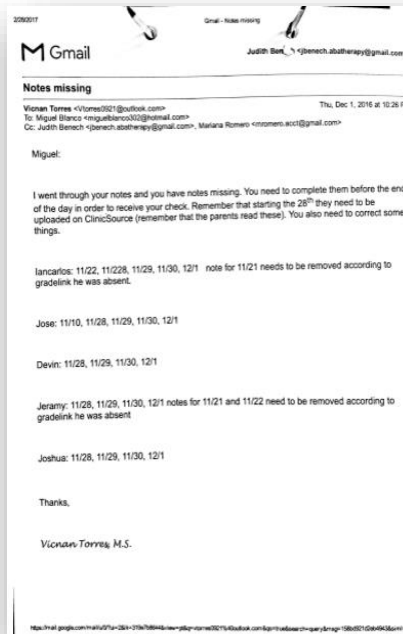 2/28/2017
Gmail - Notes missing
Gmail
Judith Ben <jbenech.abatherapy@gmail.com
Notes missing
Vicnan Torres <Vtorres0921@outlook.com>
Thu, Dec 1, 2016 at 10:26 P
To: Miguel Blanco <miguelblanco302@hotmail.com>
Cc: Judith Benech <jbenech.abatherapy@gmail.com>, Mariana Romero <mromero.acct@gmail.com>
Miguel:
I went through your notes and you have notes missing. You need to complete them before the end
of the day in order to receive your check. Remember that starting the 28th they need to be
uploaded on ClinicSource (remember that the parents read these). You also need to correct some
things.
Iancarlos: 11/22, 11/228, 11/29, 11/30, 12/1 note for 11/21 needs to be removed according to
gradelink he was absent.
Jose: 11/10, 11/28, 11/29, 11/30, 12/1
Devin: 11/28, 11/29, 11/30, 12/1
Jeramy: 11/28, 11/29, 11/30, 12/1 notes for 11/21 and 11/22 need to be removed according to
gradelink he was absent
Joshua: 11/28, 11/29, 11/30, 12/1
Thanks,
Vicnan Torres, M.S.